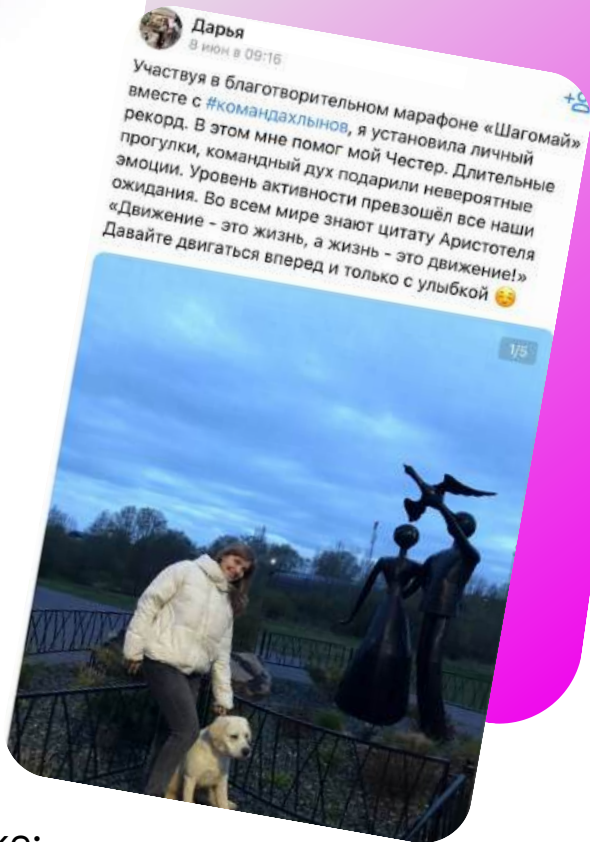 Дарья
8 июн в 09:16
Участвуя в благотворительном марафоне «Шагомай»
вместе с #командахлынов, я установила личный
рекорд. В этом мне помог мой Честер. Длительные
прогулки, командный дух подарили невероятные
эмоции. Уровень активности превзошёл все наши
ожидания. Во всем мире знают цитату Аристотеля
«Движение - это жизнь, а жизнь - это движение!»
Давайте двигаться вперед и только с улыбкой 😌
1/5